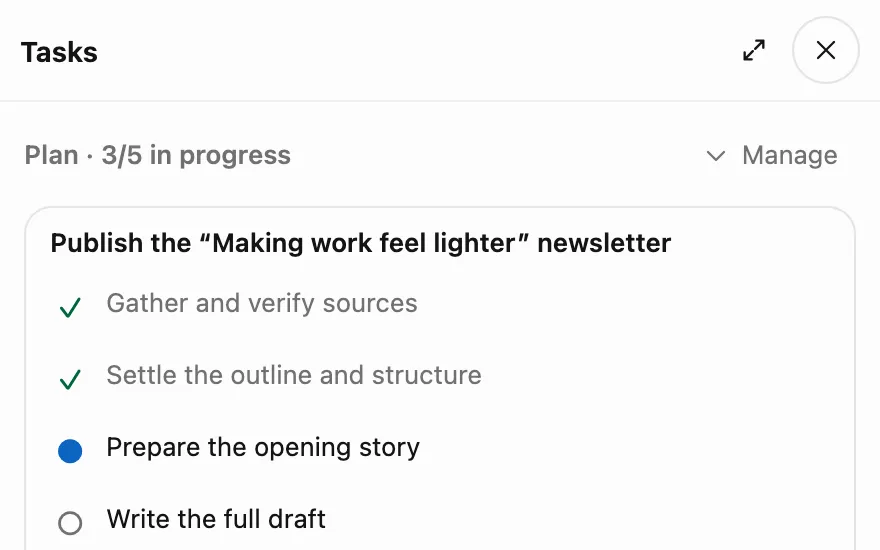 Tasks
Plan · 3/5 in progress
Manage
Publish the “Making work feel lighter” newsletter
Gather and verify sources
Settle the outline and structure
Prepare the opening story
Write the full draft